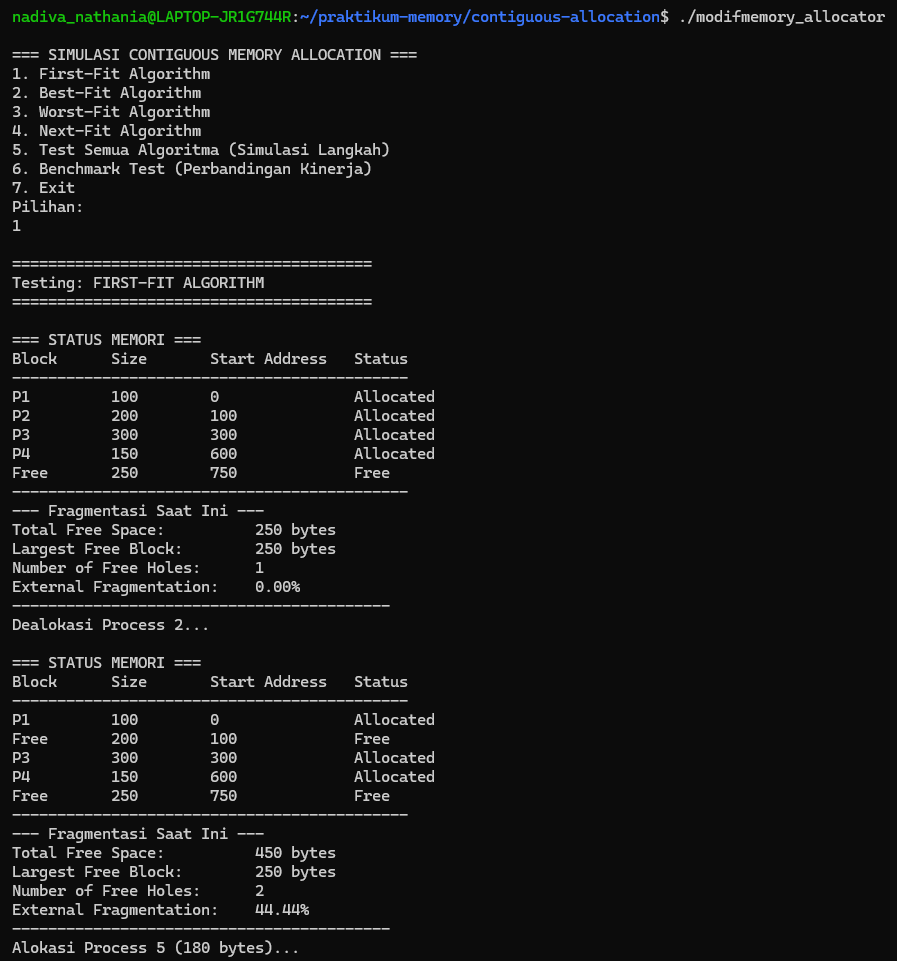 nadiva_nathania@LAPTOP-JR1G744R:~/praktikum-memory/contiguous-allocation$ ./modifmemory_allocator
=== SIMULASI CONTIGUOUS MEMORY ALLOCATION ===
1. First-Fit Algorithm
2. Best-Fit Algorithm
3. Worst-Fit Algorithm
4. Next-Fit Algorithm
5. Test Semua Algoritma (Simulasi Langkah)
6. Benchmark Test (Perbandingan Kinerja)
7. Exit
Pilihan:
1
========================================
Testing: FIRST-FIT ALGORITHM
========================================
=== STATUS MEMORI ===
Block      Size       Start Address   Status
--------------------------------------------
P1         100        0               Allocated
P2         200        100             Allocated
P3         300        300             Allocated
P4         150        600             Allocated
Free       250        750             Free
--------------------------------------------
--- Fragmentasi Saat Ini ---
Total Free Space:          250 bytes
Largest Free Block:        250 bytes
Number of Free Holes:      1
External Fragmentation:    0.00%
------------------------------------------
Dealokasi Process 2...
=== STATUS MEMORI ===
Block      Size       Start Address   Status
--------------------------------------------
P1         100        0               Allocated
Free       200        100             Free
P3         300        300             Allocated
P4         150        600             Allocated
Free       250        750             Free
--------------------------------------------
--- Fragmentasi Saat Ini ---
Total Free Space:          450 bytes
Largest Free Block:        250 bytes
Number of Free Holes:      2
External Fragmentation:    44.44%
------------------------------------------
Alokasi Process 5 (180 bytes)...